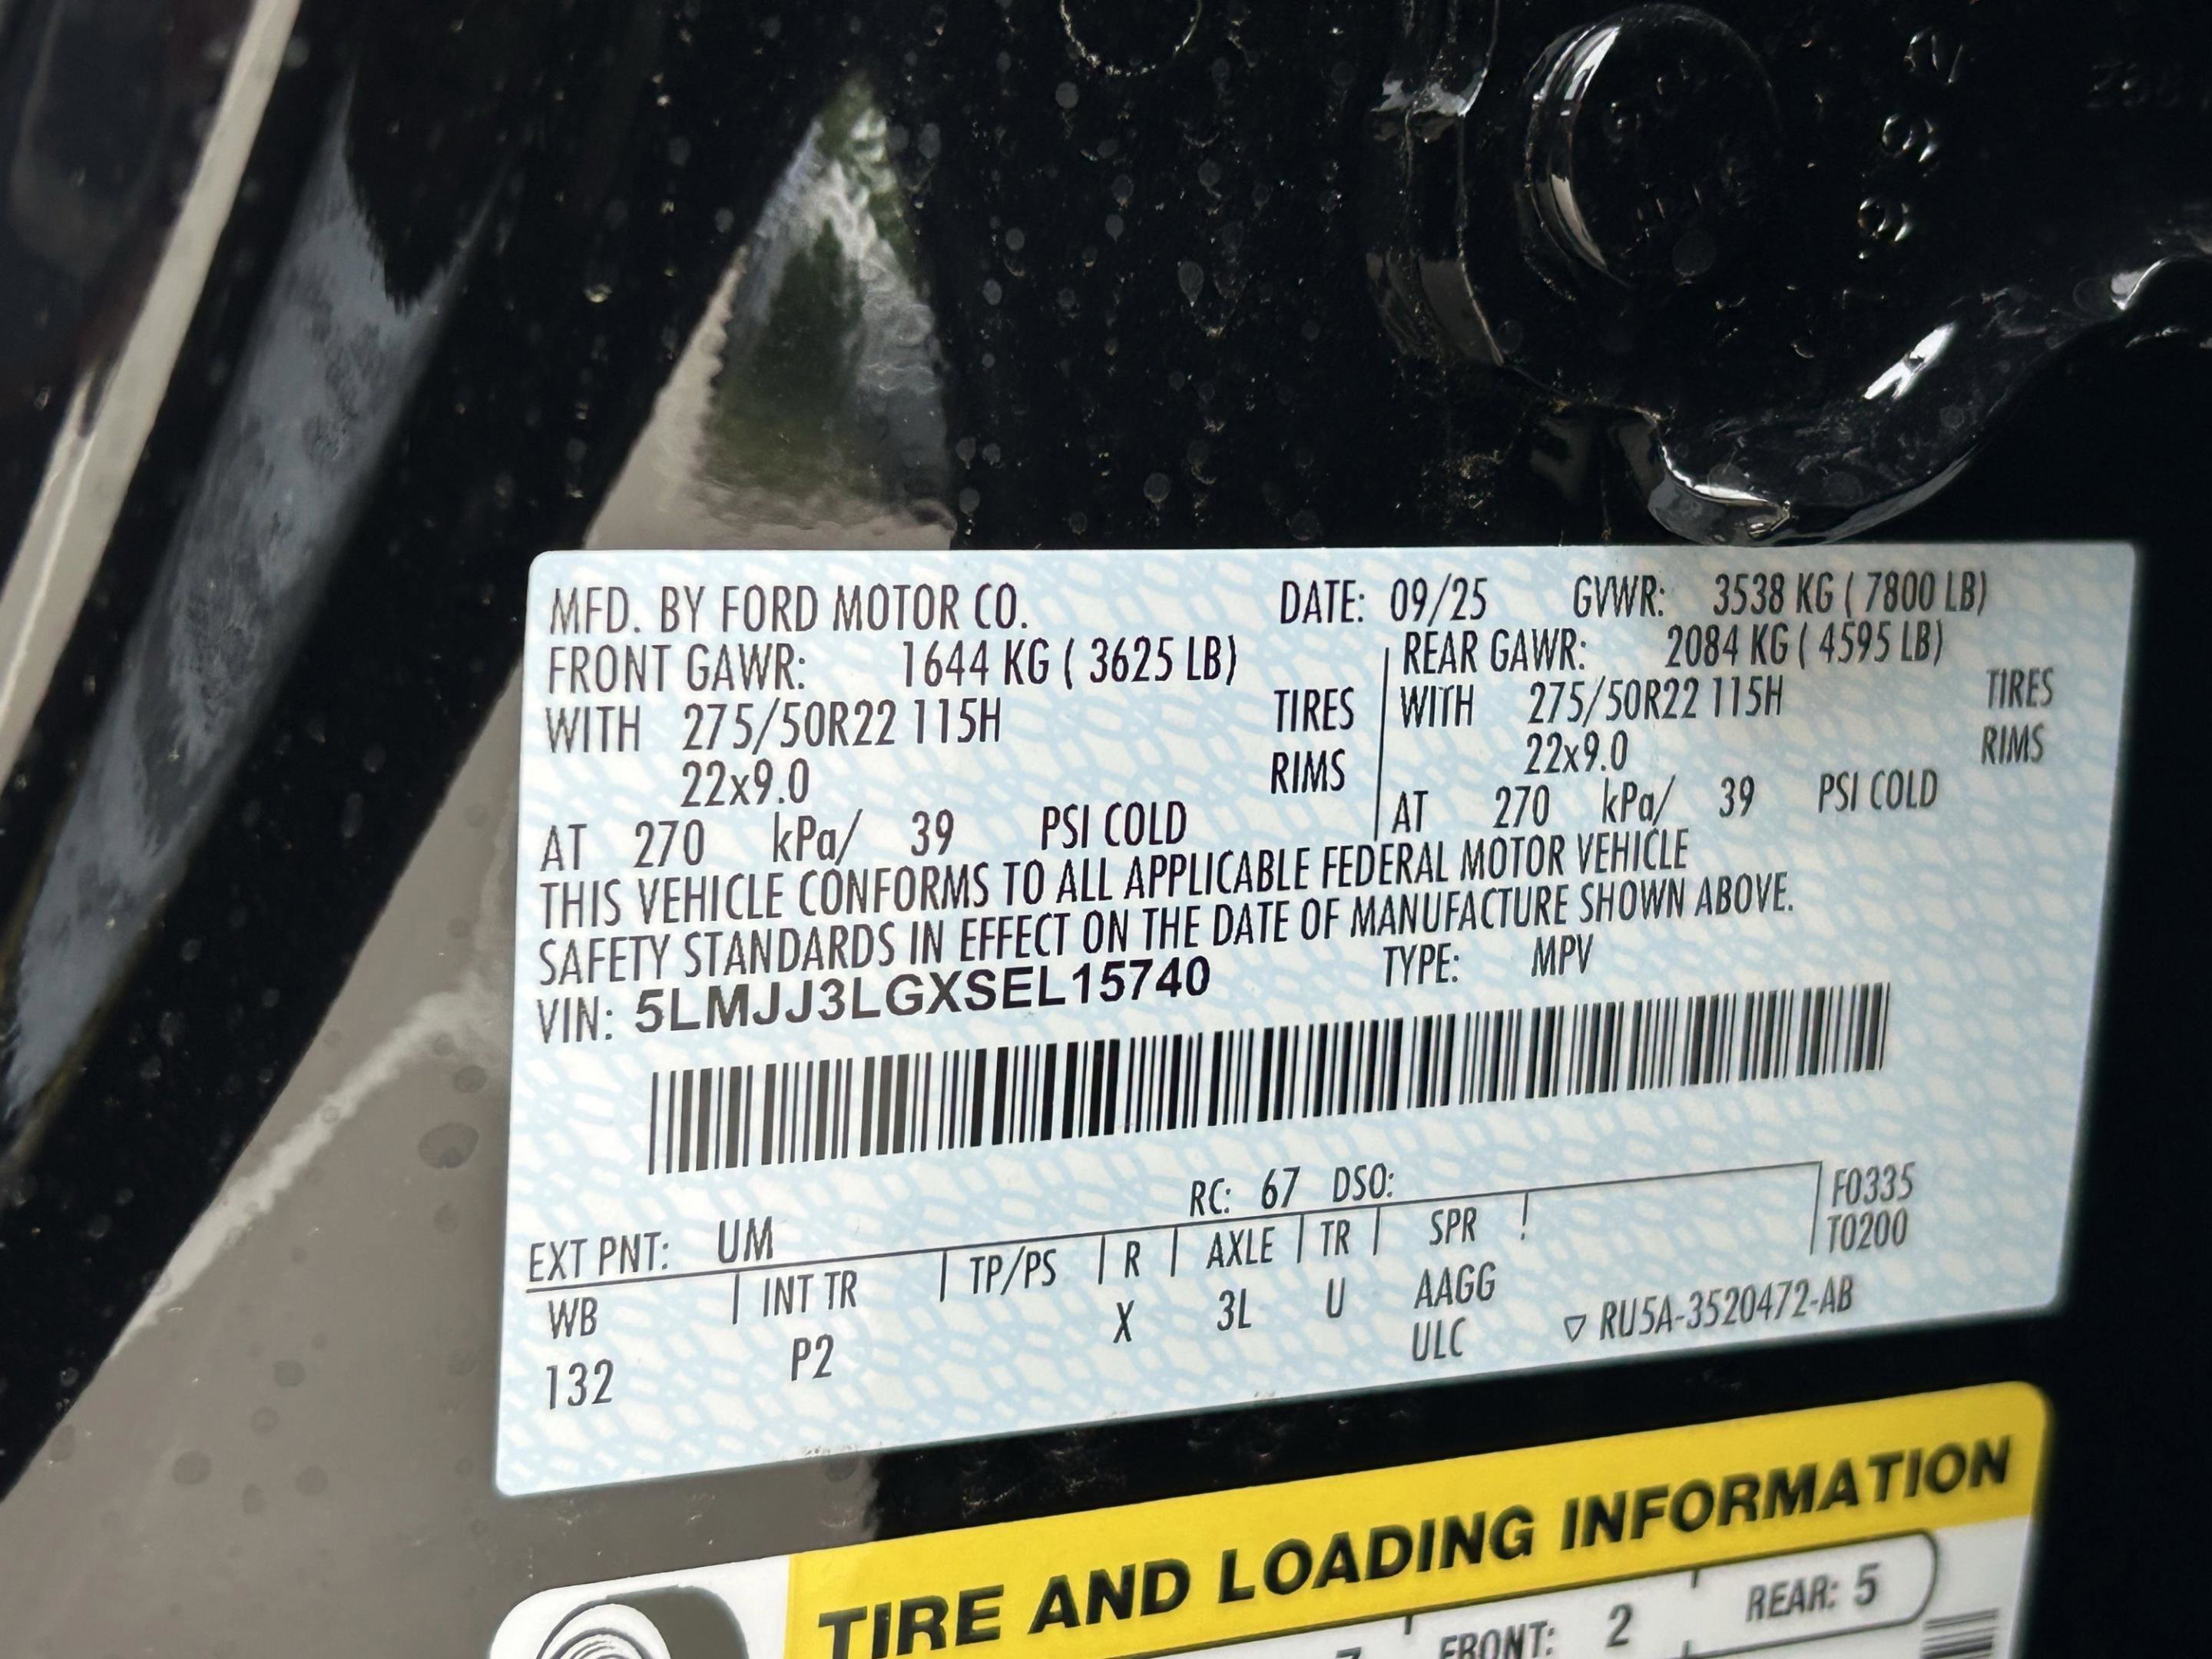 MFD. BY FORD MOTOR CO. DATE: 09/25 GVWR: 3538 KG ( 7800 LB)
FRONT GAWR: 1644 KG ( 3625 LB) REAR GAWR: 2084 KG ( 4595 LB)
WITH 275/50R22 115H TIRES WITH 275/50R22 115H TIRES
22x9.0 RIMS 22x9.0 RIMS
AT 270 kPa/ 39 PSI COLD AT 270 kPa/ 39 PSI COLD
THIS VEHICLE CONFORMS TO ALL APPLICABLE FEDERAL MOTOR VEHICLE
SAFETY STANDARDS IN EFFECT ON THE DATE OF MANUFACTURE SHOWN ABOVE.
VIN: 5LMJJ3LGXSEL15740 TYPE: MPV
RC: 67 DSO:
EXT PNT: UM F0335
WB INT TR TP/PS R AXLE TR SPR T0200
132 P2 X 3L U AAGG
ULC RU5A-3520472-AB
TIRE AND LOADING INFORMATION
FRONT: 2 REAR: 5